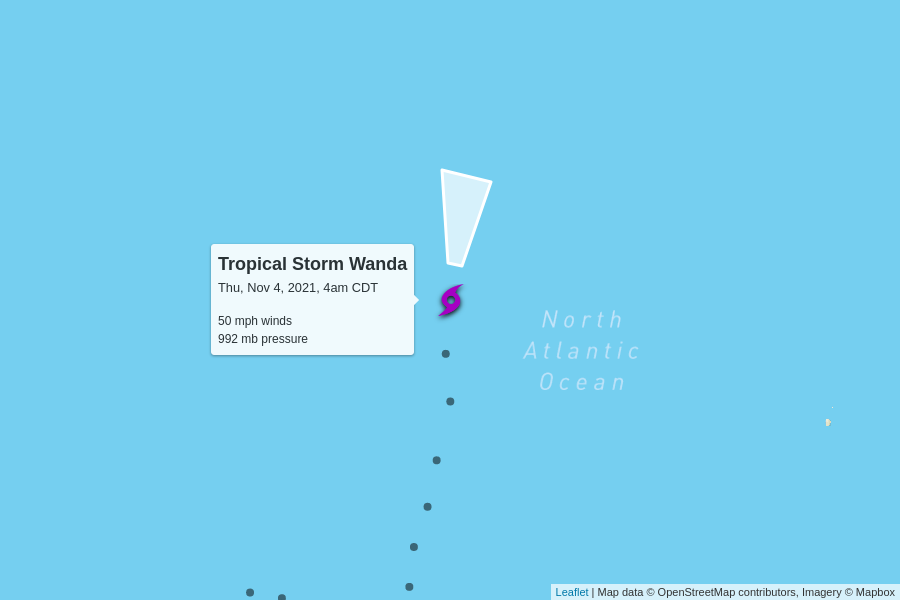 Tropical Storm Wanda
Thu, Nov 4, 2021, 4am CDT
50 mph winds
992 mb pressure
North
Atlantic
Ocean
Leaflet | Map data © OpenStreetMap contributors, Imagery © Mapbox